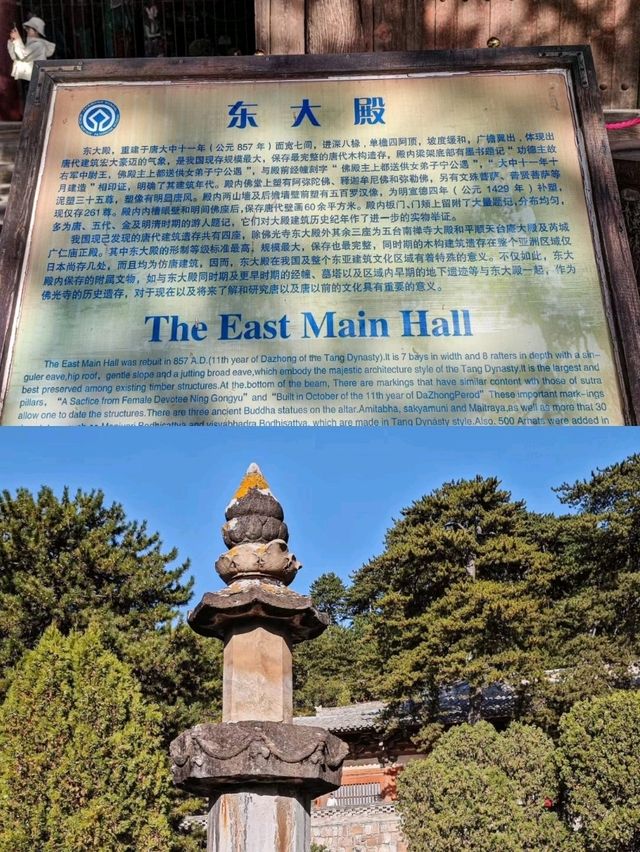 东大殿
东大殿，重建于唐大中十一年（公元 857 年）面宽七间，进深八椽，单檐四阿顶，坡度缓和，广檐翼出，体现出
唐代建筑宏大豪迈的气象，是我国现存规模最大，保存最完整的唐代木构遗存，殿内梁架底部有墨书题记“功德主故
右军中尉王，佛殿主上都送供女弟子宁公遇”，与殿前经幢刻字“佛殿主上都送供女弟子宁公遇”，“大中十一年十
月建造”相印证，明确了其建筑年代。殿内佛堂上塑有阿弥陀佛、释迦牟尼佛和弥勒佛，另有文殊菩萨、普贤菩萨等
泥塑三十五尊，塑像有明显唐风。殿内两山墙及后檐墙壁前塑有五百罗汉像，为明宣德四年（公元 1429 年）补塑，
现仅存261尊。殿内内槽眼壁和明间佛座后，保存唐代壁画60余平方米。殿内板门、门颊上留附了大量题记，分布均匀，
多为唐、五代、金及明清时期的游人题记，它们对大殿建筑历史纪年作了进一步的实物举证。
我国现已发现的唐代建筑遗存共有四座，除佛光寺东大殿外其余三座为五台南禅寺大殿和平顺天台庵大殿及芮城
广仁庙正殿。其中东大殿的形制等级标准最高，规模最大，保存也最完整，同时期的木构建筑遗存在整个亚洲区域仅
日本尚存几处，而且均为仿唐建筑，因而，东大殿在我国及整个东亚建筑文化区域有着特殊的意义。不仅如此，东大
殿内保存的附属文物，如与东大殿同时期及更早时期的经幢、墓塔以及区域内早期的地下遗迹等与东大殿一起，作为
佛光寺的历史遗存，对于现在以及将来了解和研究唐以及唐以前的文化具有重要的意义。
The East Main Hall
The East Main Hall was rebuit in 857 A.D.(11th year of Dazhong of the Tang Dynasty).It is 7 bays in width and 8 rafters in depth with a sin-
guler eave,hip roof, gentle slope and a jutting broad eave,which embody the majestic architecture style of the Tang Dynasty.It is the largest and
best preserved among existing timber structures.At the.bottom of the beam, There are markings that have similar content wth those of sutra
pillars, “A Sacfice from Female Devotee Ning Gongyu” and “Built in October of the 11th year of DaZhongPerod” These important mark-ings
allow one to date the structures.There are three ancient Buddha statues on the altar.Amitabha, sakyamuni and Maitraya,as well as more that 30
such as Manjusri Bodhisattva and visvabhadra Bodhisattva, which are made in Tang Dynasty style.Also, 500 Arhats were added in